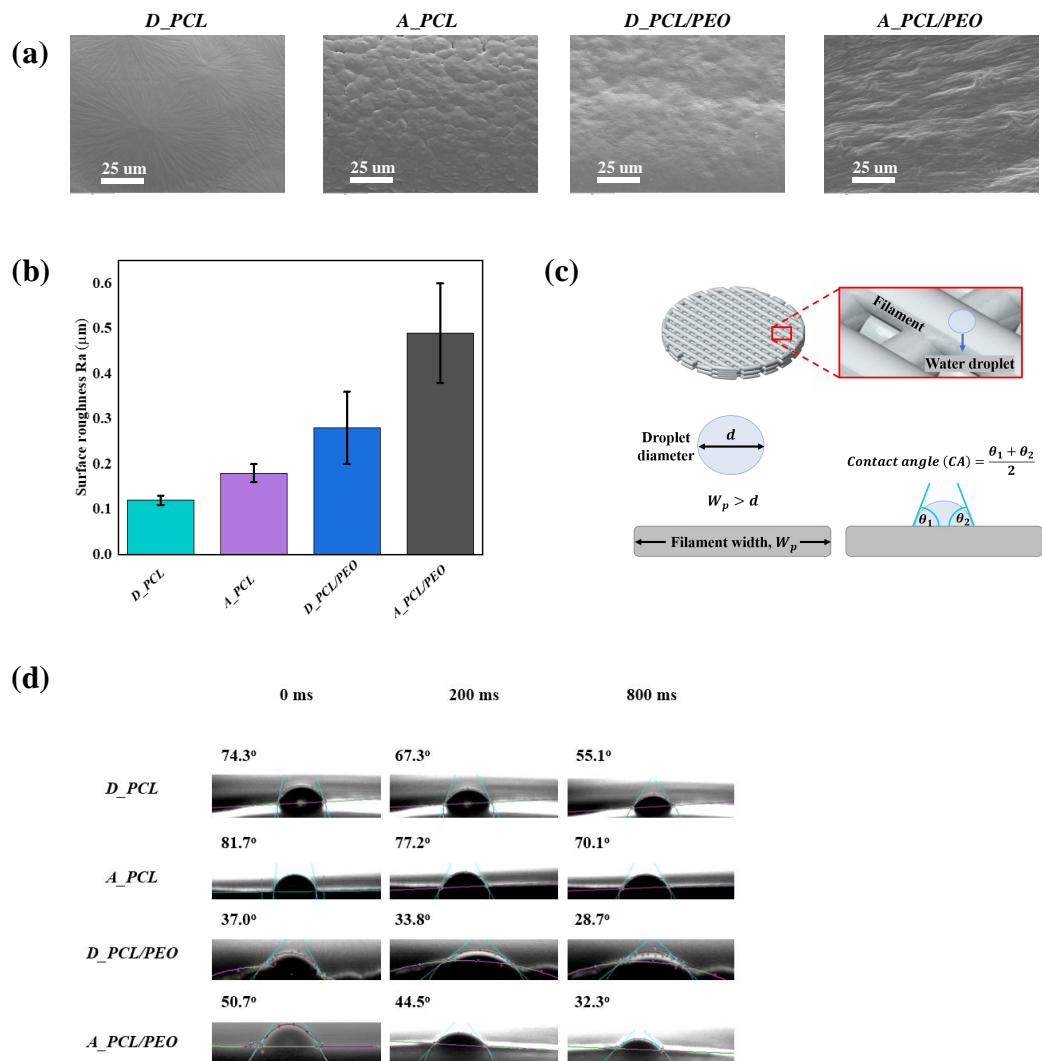 D_PCL A_PCL D_PCL/PEO A_PCL/PEO
(a)
25 um 25 um 25 um 25 um
(b)
Surface roughness Ra (μm)
0.6
0.5
0.4
0.3
0.2
0.1
0.0
D_PCL A_PCL D_PCL/PEO A_PCL/PEO
(c)
Filament
Water droplet
Droplet
diameter
d
W_p > d
Filament width, W_p
Contact angle (CA) = (θ₁ + θ₂)/2
θ₁ θ₂
(d)
0 ms 200 ms 800 ms
74.3° 67.3° 55.1°
D_PCL
81.7° 77.2° 70.1°
A_PCL
37.0° 33.8° 28.7°
D_PCL/PEO
50.7° 44.5° 32.3°
A_PCL/PEO